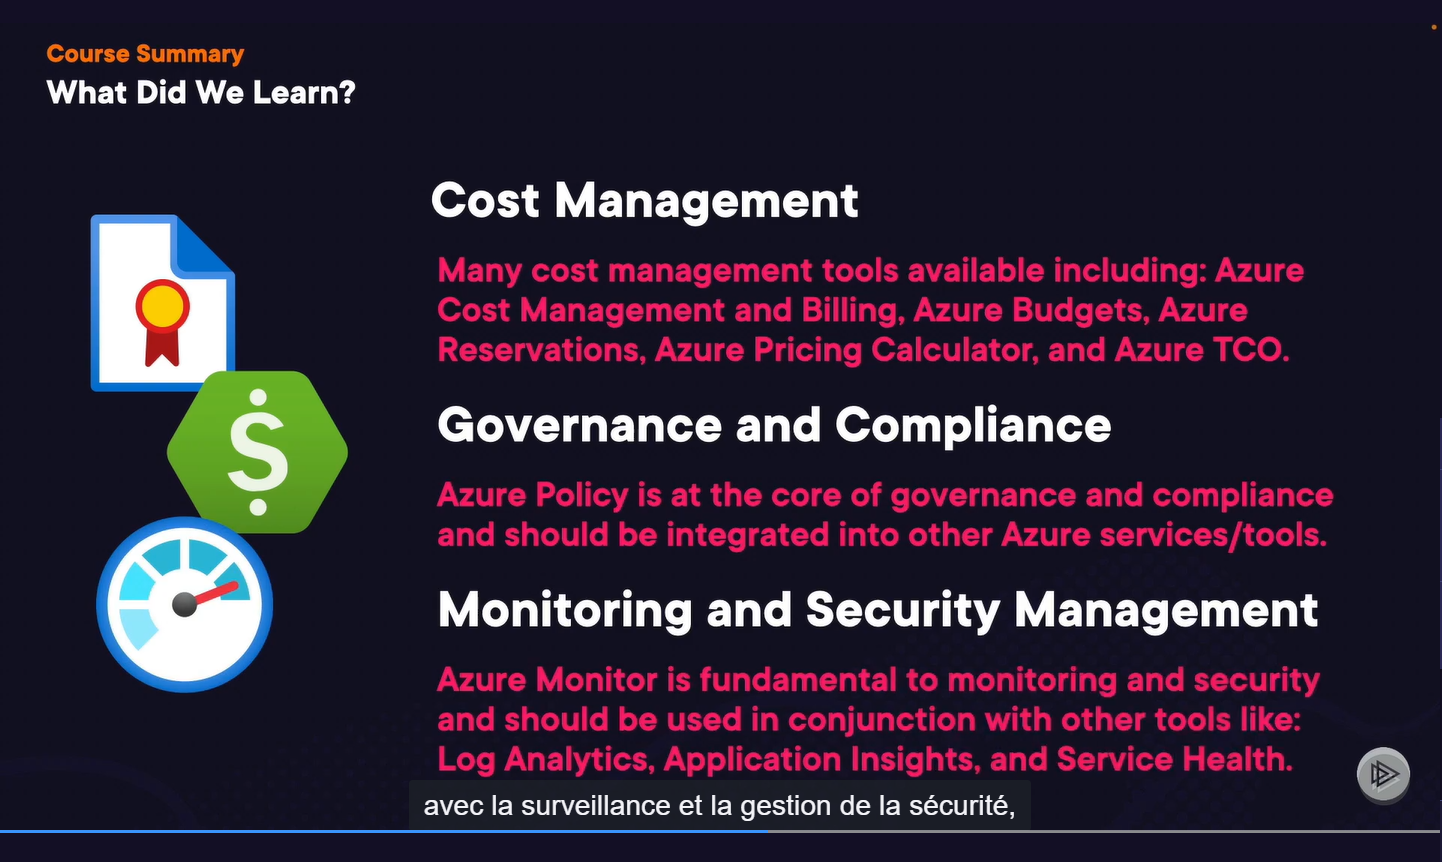 Course Summary
What Did We Learn?
Cost Management
Many cost management tools available including: Azure
Cost Management and Billing, Azure Budgets, Azure
Reservations, Azure Pricing Calculator, and Azure TCO.
Governance and Compliance
Azure Policy is at the core of governance and compliance
and should be integrated into other Azure services/tools.
Monitoring and Security Management
Azure Monitor is fundamental to monitoring and security
and should be used in conjunction with other tools like:
Log Analytics, Application Insights, and Service Health.
avec la surveillance et la gestion de la sécurité,